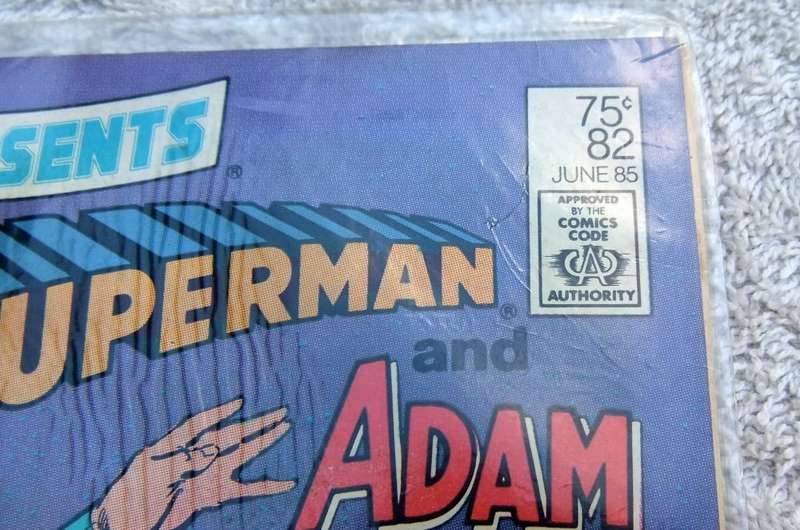 SENTS
®
75¢
82
JUNE 85
APPROVED
BY THE
COMICS
CODE
CA
AUTHORITY
UPERMAN
®
and
ADAM